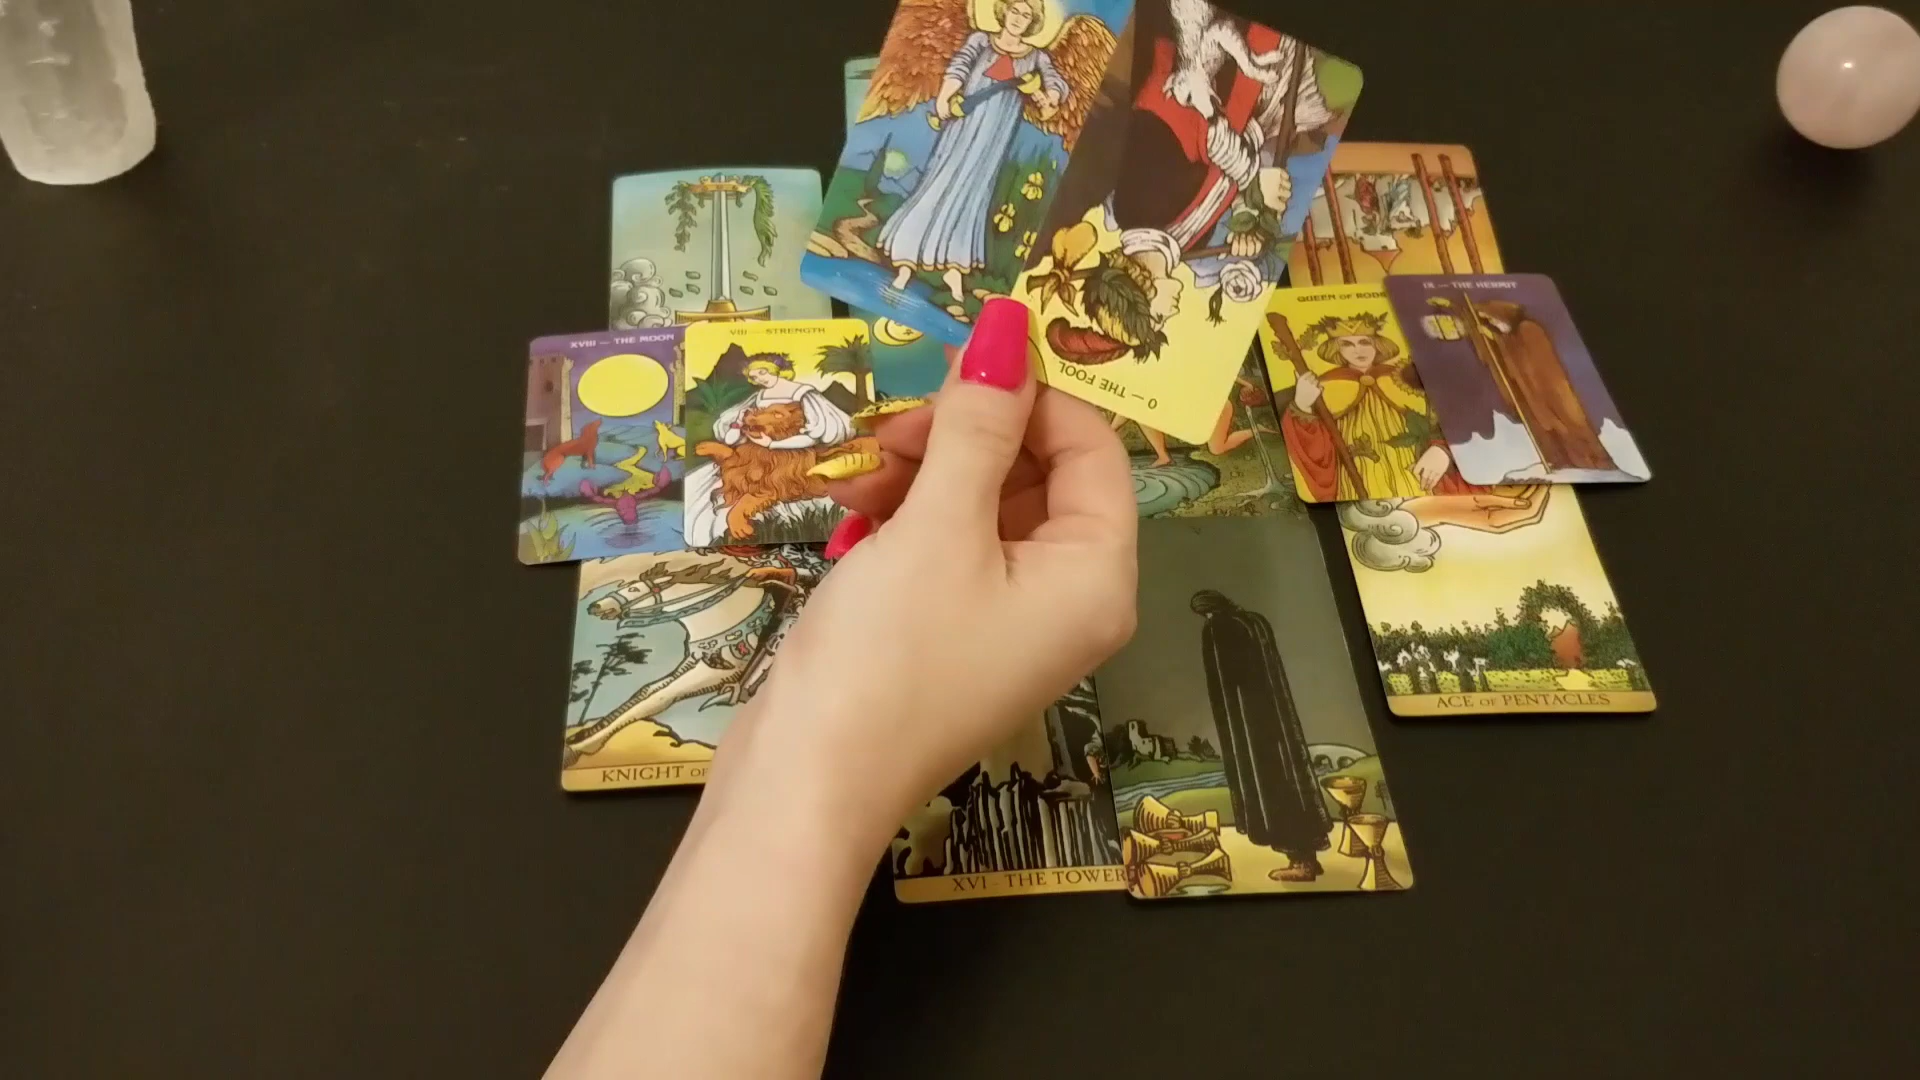 IX — THE HERMIT
QUEEN OF RODS
VIII — STRENGTH
XVIII — THE MOON
0 — THE FOOL
ACE OF PENTACLES
KNIGHT OF
XVI - THE TOWER